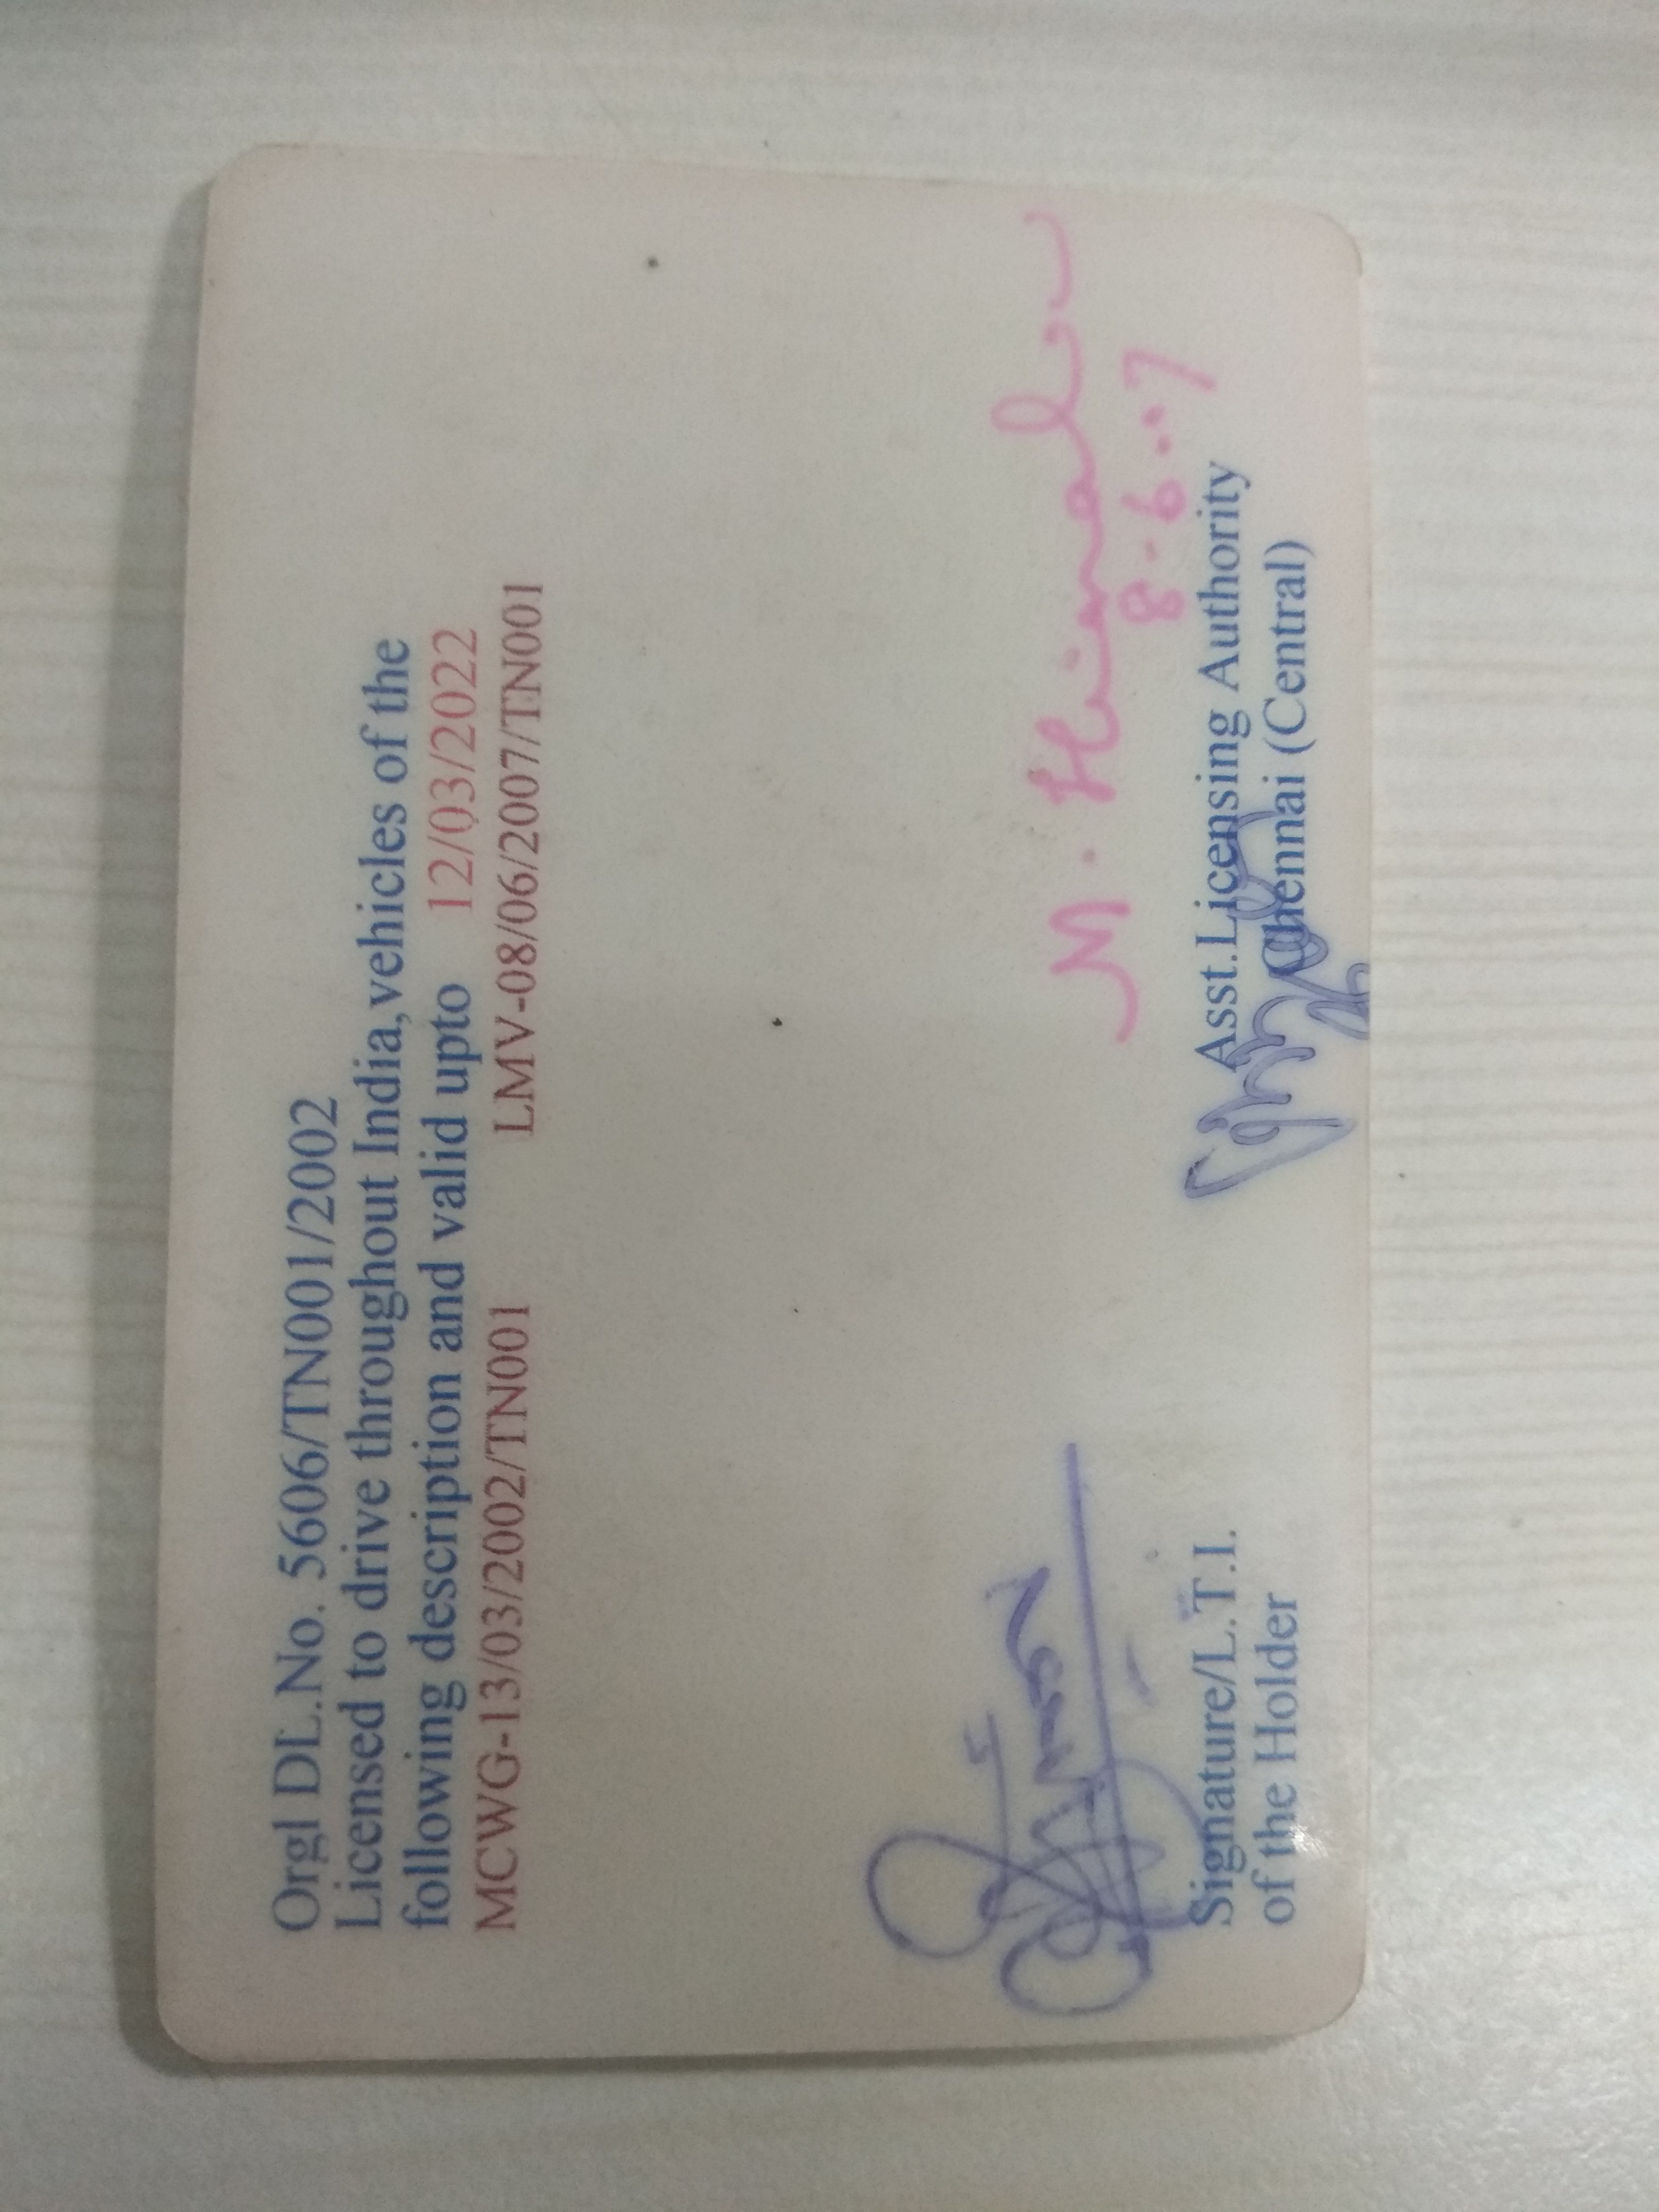 Orgl DL.No. 5606/TN001/2002
Licensed to drive throughout India,vehicles of the
following description and valid upto 12/03/2022
MCWG-13/03/2002/TN001 LMV-08/06/2007/TN001
M.
8-6-..7
Signature/L.T.I.
of the Holder
Asst.Licensing Authority
Chennai (Central)